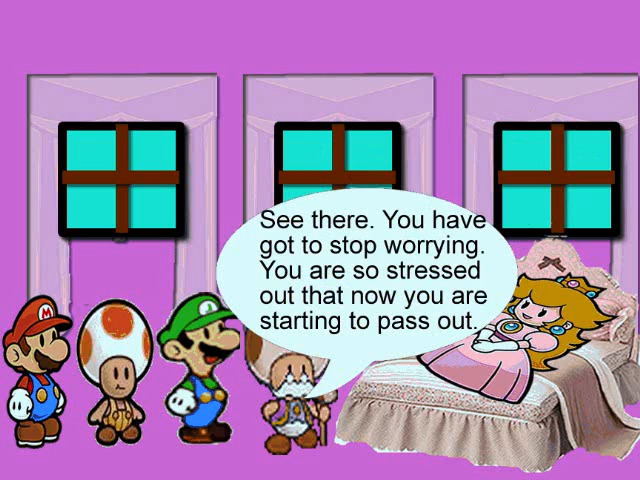 See there. You have
got to stop worrying.
You are so stressed
out that now you are
starting to pass out.
M
L